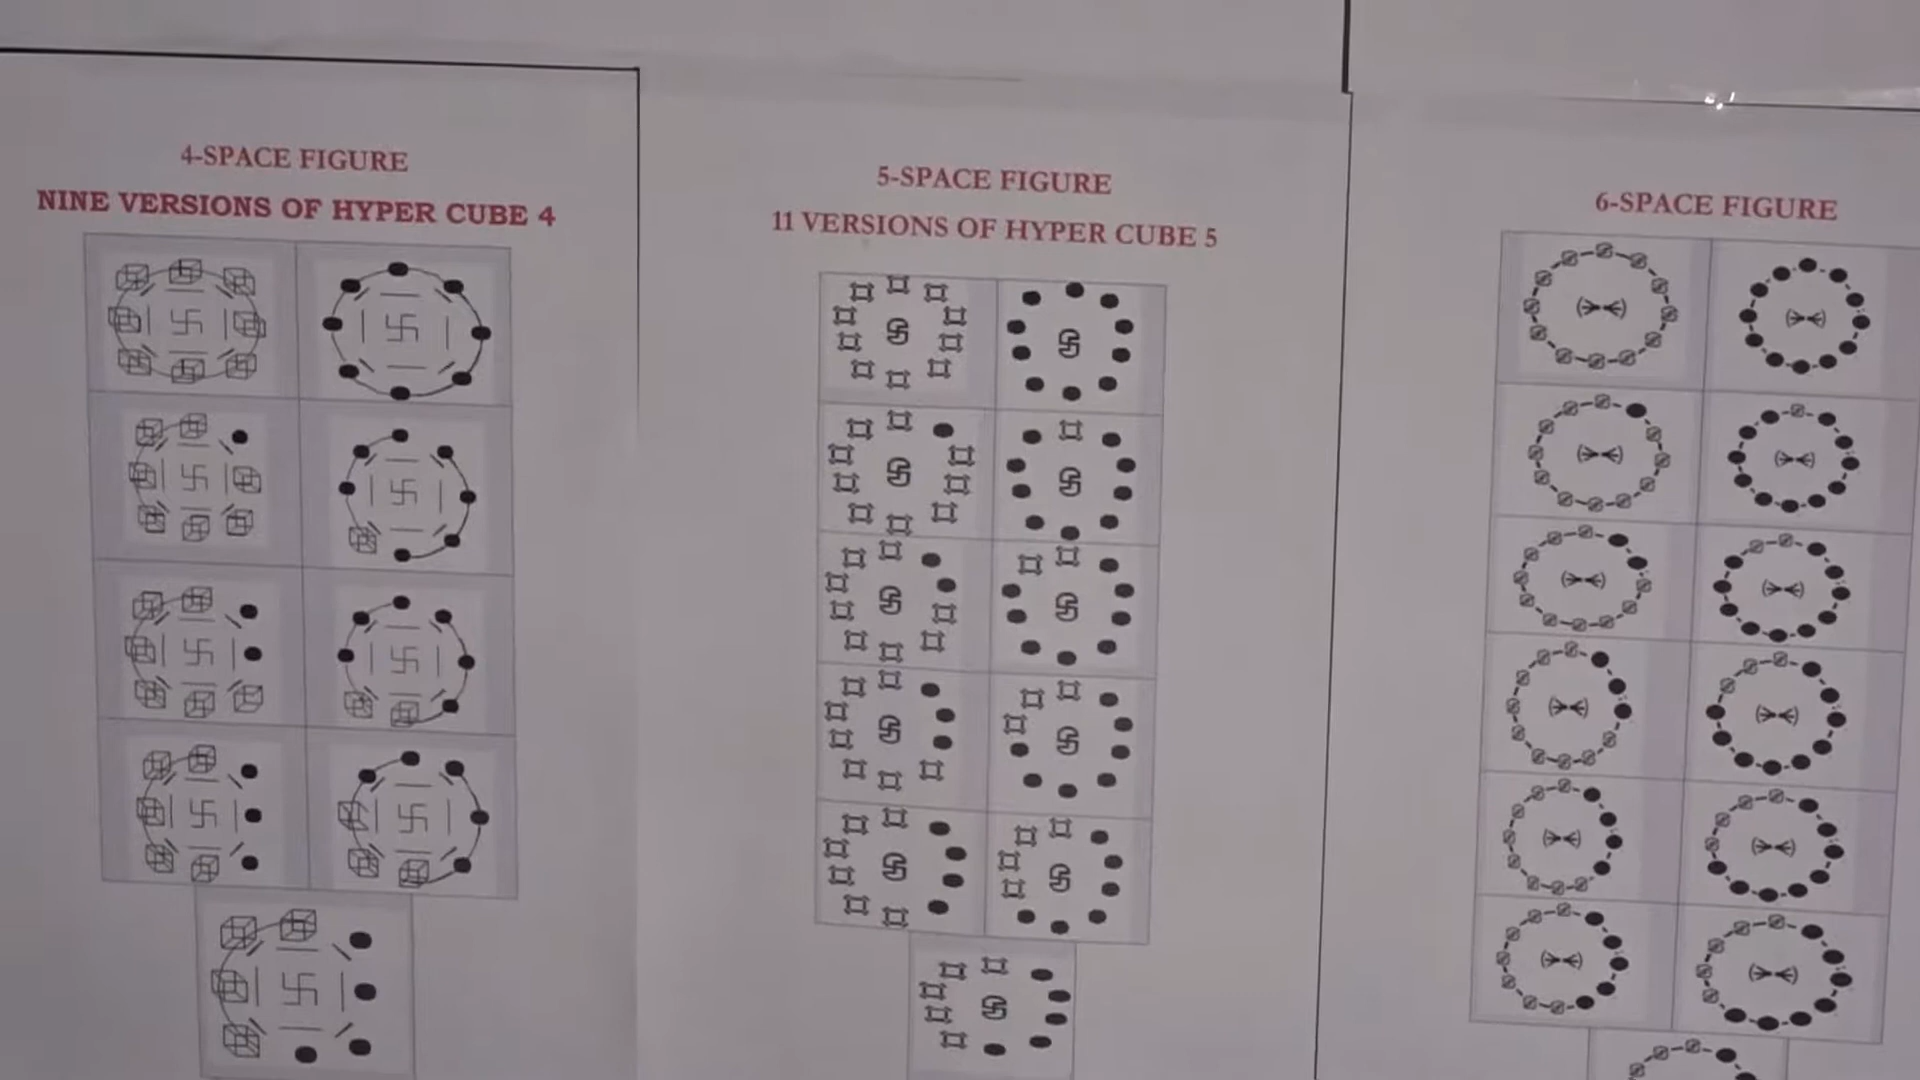 4-SPACE FIGURE
NINE VERSIONS OF HYPER CUBE 4
5-SPACE FIGURE
11 VERSIONS OF HYPER CUBE 5
6-SPACE FIGURE